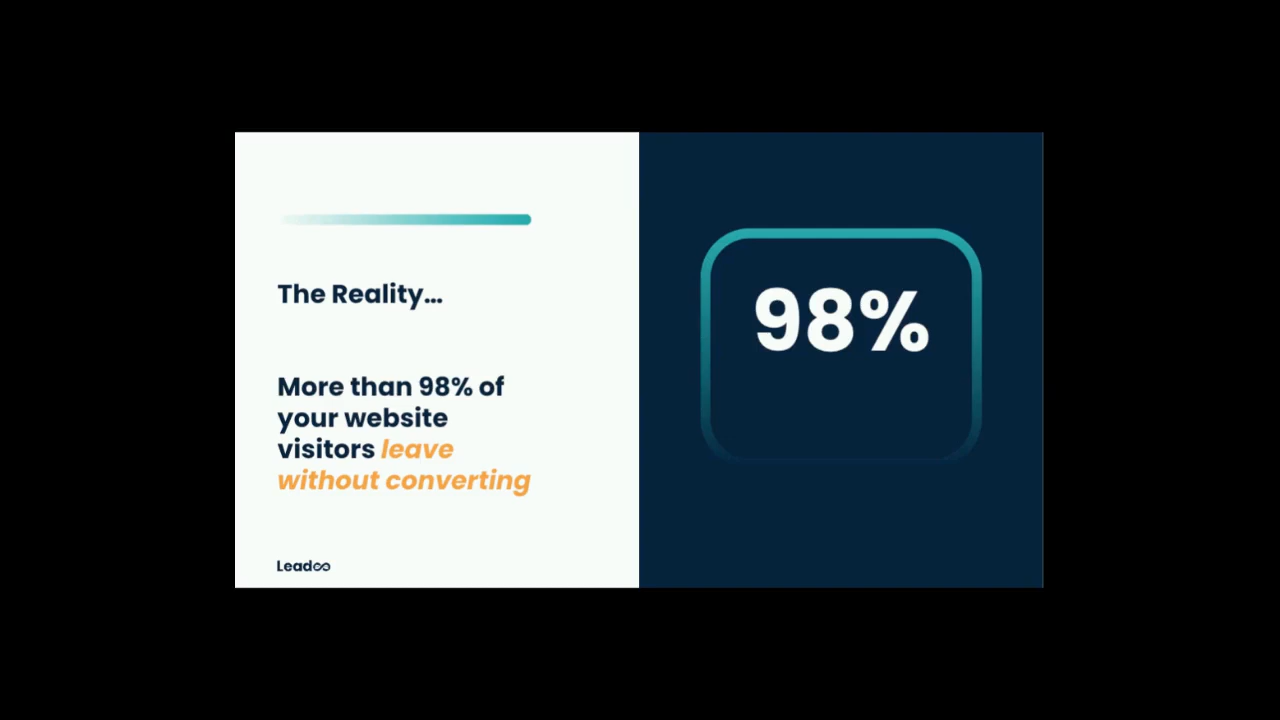 The Reality...
More than 98% of
your website
visitors leave
without converting
Leadoo
98%